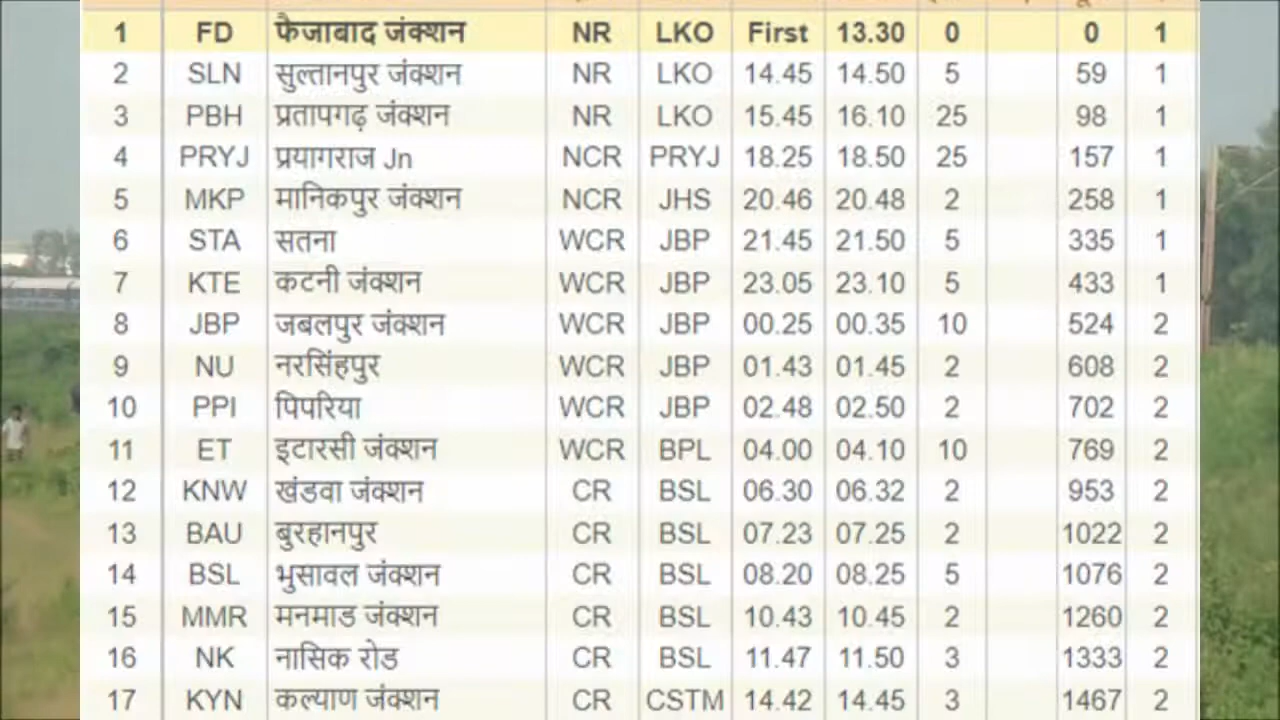 1 FD फैजाबाद जंक्शन NR LKO First 13.30 0 0 1
2 SLN सुल्तानपुर जंक्शन NR LKO 14.45 14.50 5 59 1
3 PBH प्रतापगढ़ जंक्शन NR LKO 15.45 16.10 25 98 1
4 PRYJ प्रयागराज Jn NCR PRYJ 18.25 18.50 25 157 1
5 MKP मानिकपुर जंक्शन NCR JHS 20.46 20.48 2 258 1
6 STA सतना WCR JBP 21.45 21.50 5 335 1
7 KTE कटनी जंक्शन WCR JBP 23.05 23.10 5 433 1
8 JBP जबलपुर जंक्शन WCR JBP 00.25 00.35 10 524 2
9 NU नरसिंहपुर WCR JBP 01.43 01.45 2 608 2
10 PPI पिपरिया WCR JBP 02.48 02.50 2 702 2
11 ET इटारसी जंक्शन WCR BPL 04.00 04.10 10 769 2
12 KNW खंडवा जंक्शन CR BSL 06.30 06.32 2 953 2
13 BAU बुरहानपुर CR BSL 07.23 07.25 2 1022 2
14 BSL भुसावल जंक्शन CR BSL 08.20 08.25 5 1076 2
15 MMR मनमाड जंक्शन CR BSL 10.43 10.45 2 1260 2
16 NK नासिक रोड CR BSL 11.47 11.50 3 1333 2
17 KYN कल्याण जंक्शन CR CSTM 14.42 14.45 3 1467 2